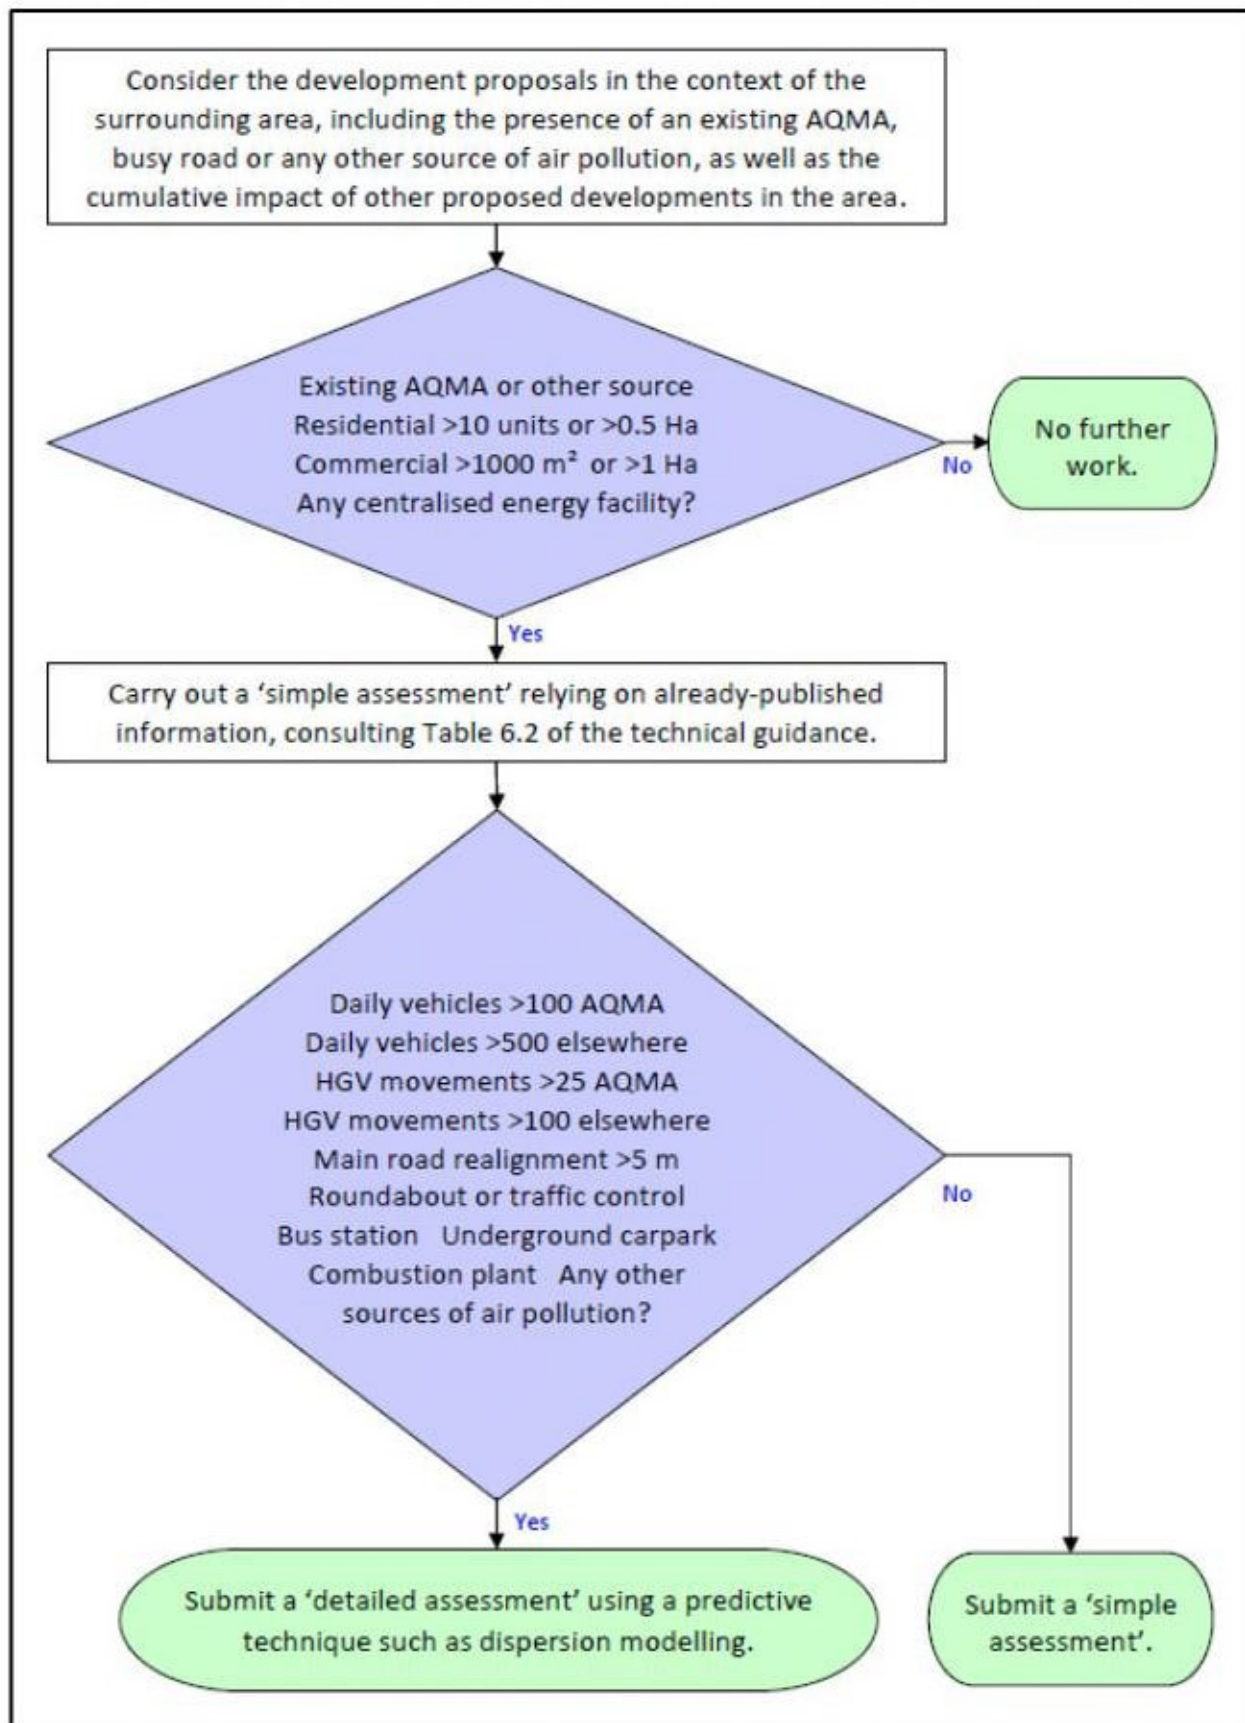 Consider the development proposals in the context of the
surrounding area, including the presence of an existing AQMA,
busy road or any other source of air pollution, as well as the
cumulative impact of other proposed developments in the area.
Existing AQMA or other source
Residential >10 units or >0.5 Ha
Commercial >1000 m² or >1 Ha
Any centralised energy facility?
No
No further
work.
Yes
Carry out a ‘simple assessment’ relying on already-published
information, consulting Table 6.2 of the technical guidance.
Daily vehicles >100 AQMA
Daily vehicles >500 elsewhere
HGV movements >25 AQMA
HGV movements >100 elsewhere
Main road realignment >5 m
Roundabout or traffic control
Bus station Underground carpark
Combustion plant Any other
sources of air pollution?
No
Yes
Submit a ‘detailed assessment’ using a predictive
technique such as dispersion modelling.
Submit a ‘simple
assessment’.